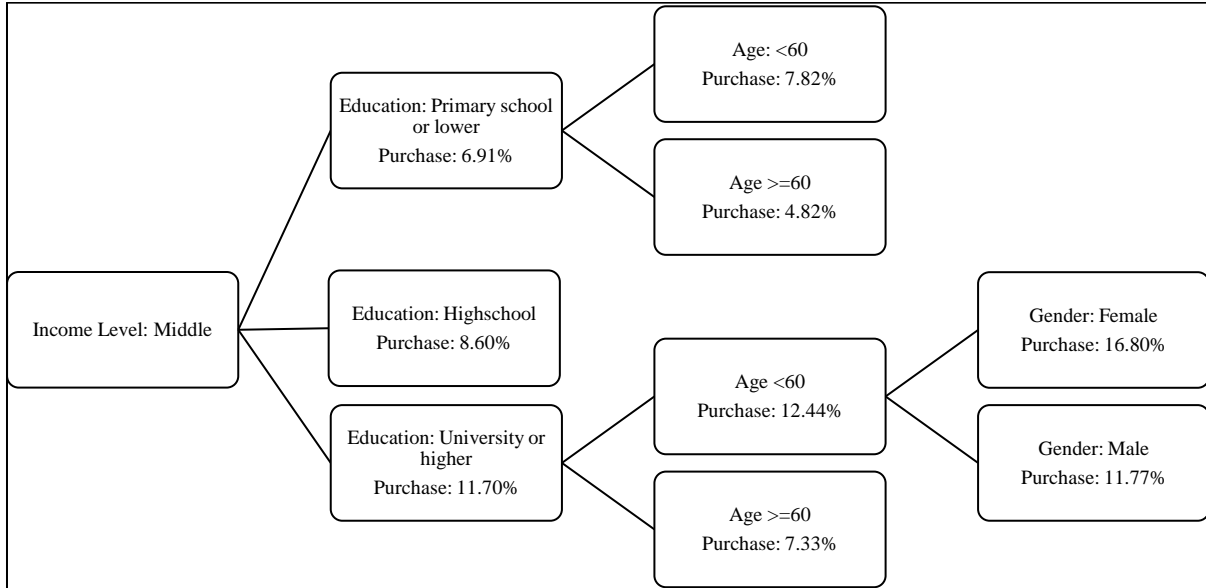 Income Level: Middle
Education: Primary school
or lower
Purchase: 6.91%
Age: <60
Purchase: 7.82%
Age >=60
Purchase: 4.82%
Education: Highschool
Purchase: 8.60%
Education: University or
higher
Purchase: 11.70%
Age <60
Purchase: 12.44%
Gender: Female
Purchase: 16.80%
Gender: Male
Purchase: 11.77%
Age >=60
Purchase: 7.33%